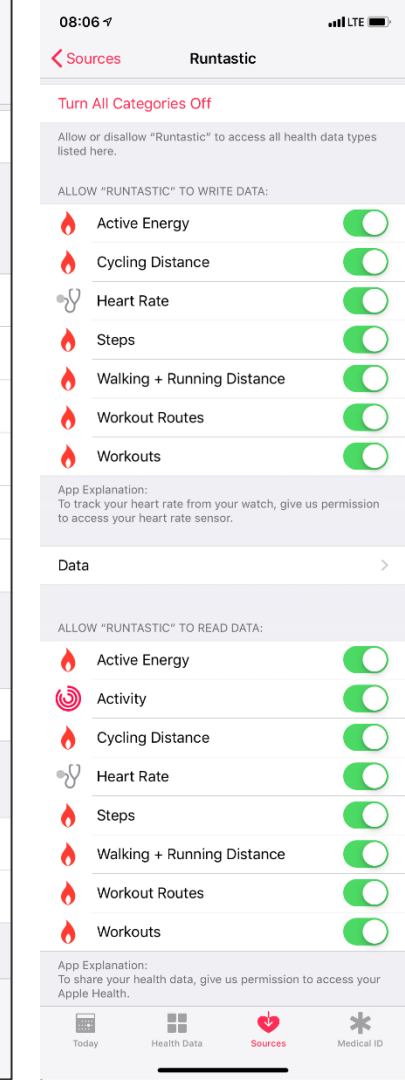 08:06 LTE
Sources Runtastic
Turn All Categories Off
Allow or disallow “Runtastic” to access all health data types
listed here.
ALLOW “RUNTASTIC” TO WRITE DATA:
Active Energy
Cycling Distance
Heart Rate
Steps
Walking + Running Distance
Workout Routes
Workouts
App Explanation:
To track your heart rate from your watch, give us permission
to access your heart rate sensor.
Data
ALLOW “RUNTASTIC” TO READ DATA:
Active Energy
Activity
Cycling Distance
Heart Rate
Steps
Walking + Running Distance
Workout Routes
Workouts
App Explanation:
To share your health data, give us permission to access your
Apple Health.
Today Health Data Sources Medical ID